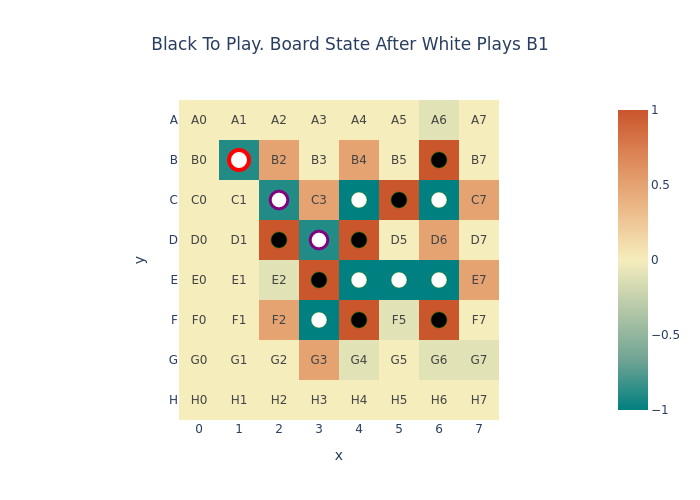 Black To Play. Board State After White Plays B1
A A0 A1 A2 A3 A4 A5 A6 A7
B B0 B2 B3 B4 B5 B7
C C0 C1 C3 C7
D D0 D1 D5 D6 D7
E E0 E1 E2 E7
F F0 F1 F2 F5 F7
G G0 G1 G2 G3 G4 G5 G6 G7
H H0 H1 H2 H3 H4 H5 H6 H7
0 1 2 3 4 5 6 7
x
y
1
0.5
0
−0.5
−1